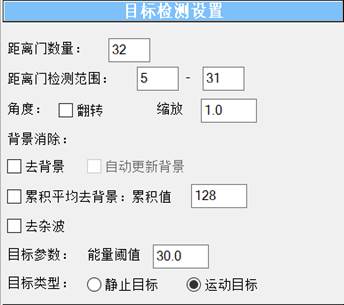 目标检测设置
距离门数量： 32
距离门检测范围： 5 - 31
角度： 翻转 缩放 1.0
背景消除：
去背景 自动更新背景
累积平均去背景：累积值 128
去杂波
目标参数： 能量阈值 30.0
目标类型： 静止目标 运动目标